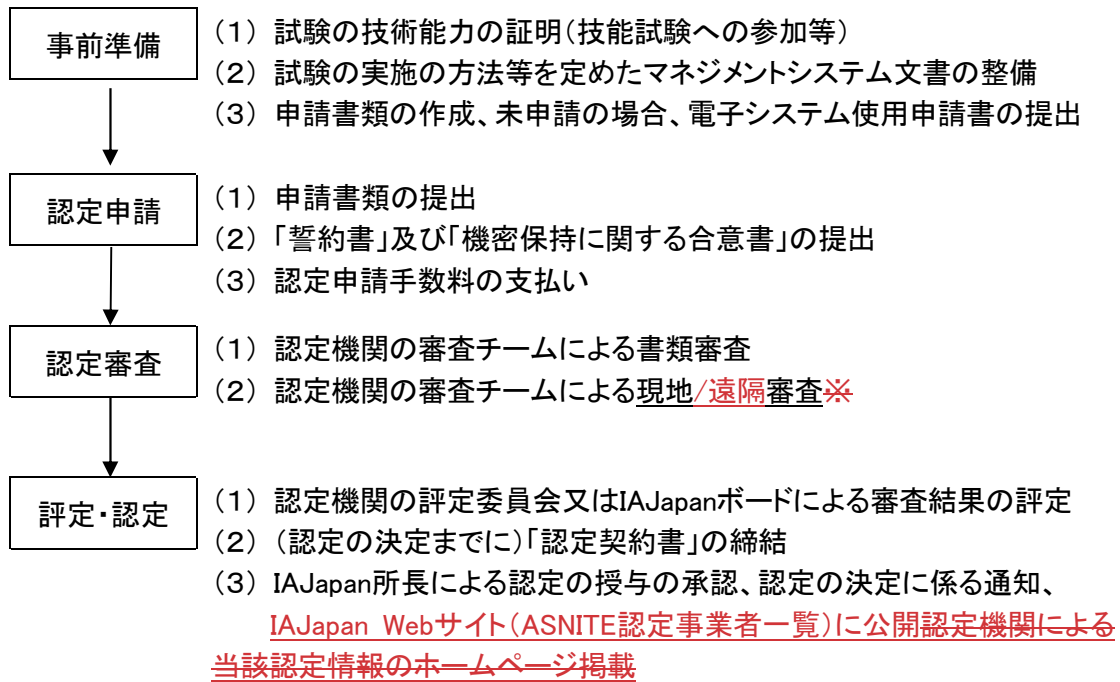 事前準備
(1) 試験の技術能力の証明(技能試験への参加等)
(2) 試験の実施の方法等を定めたマネジメントシステム文書の整備
(3) 申請書類の作成、未申請の場合、電子システム使用申請書の提出
認定申請
(1) 申請書類の提出
(2) 「誓約書」及び「機密保持に関する合意書」の提出
(3) 認定申請手数料の支払い
認定審査
(1) 認定機関の審査チームによる書類審査
(2) 認定機関の審査チームによる現地/遠隔審査※
評定・認定
(1) 認定機関の評定委員会又はIAJapanボードによる審査結果の評定
(2) (認定の決定までに)「認定契約書」の締結
(3) IAJapan所長による認定の授与の承認、認定の決定に係る通知、
IAJapan Webサイト(ASNITE認定事業者一覧)に公開認定機関による
当該認定情報のホームページ掲載